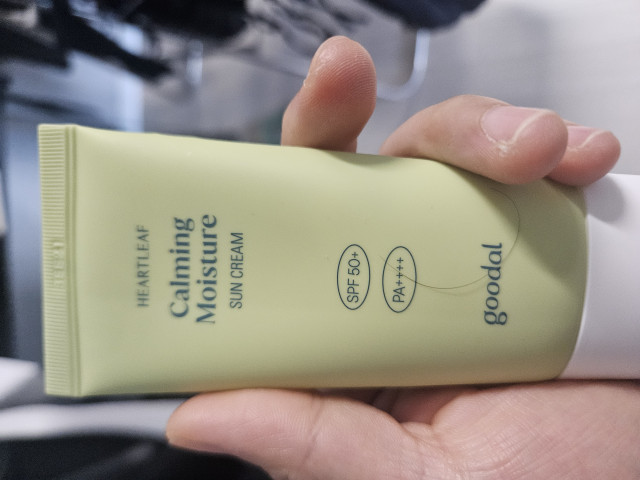 HEARTLEAF
Calming
Moisture
SUN CREAM
SPF 50+
PA++++
goodal